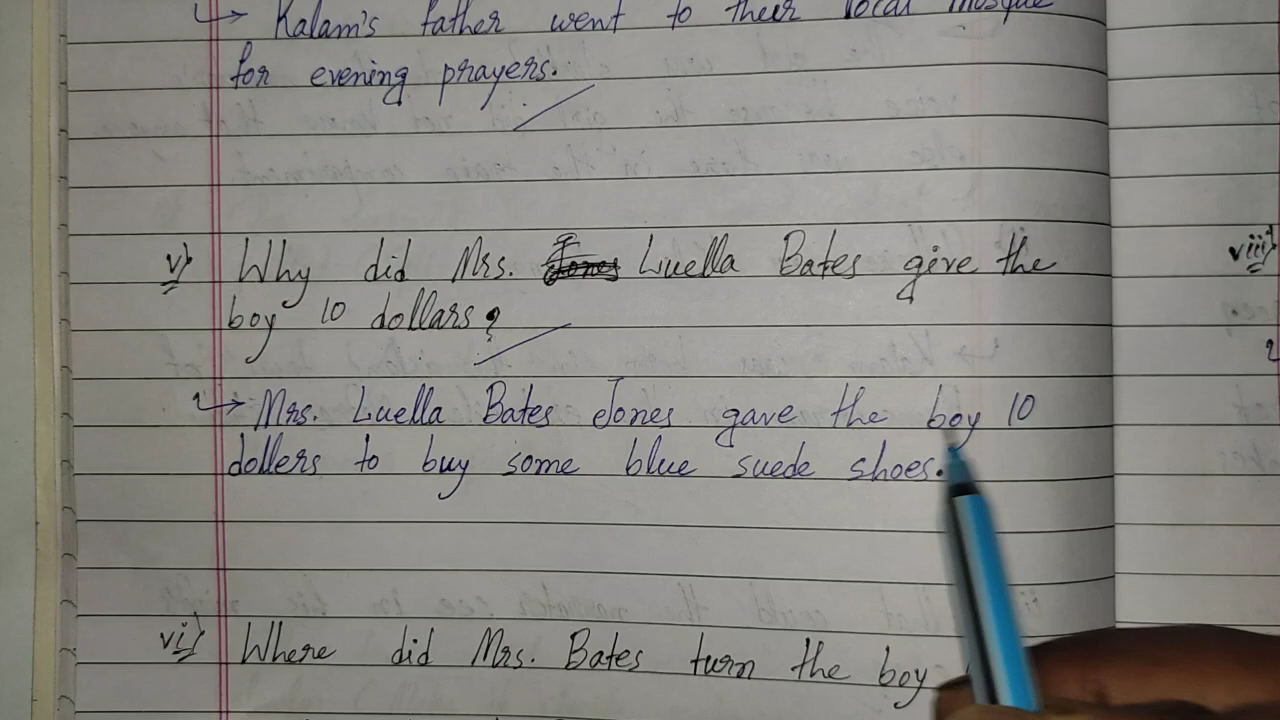 ↳ Kalam's father went to their local mosque
for evening prayers.
v) Why did Mrs. Luella Bates give the
boy 10 dollars?
↳ Mrs. Luella Bates Jones gave the boy 10
dollers to buy some blue suede shoes.
vi) Where did Mrs. Bates turn the boy
viii)